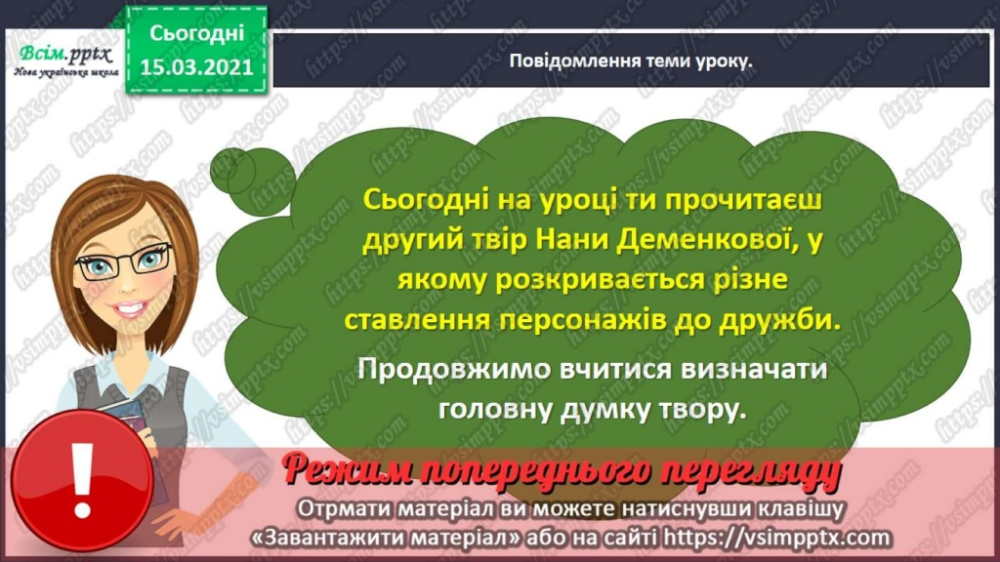 Всім.pptx
Нова українська школа
Сьогодні
15.03.2021
Повідомлення теми уроку.
Сьогодні на уроці ти прочитаєш
другий твір Нани Деменкової, у
якому розкривається різне
ставлення персонажів до дружби.
Продовжимо вчитися визначати
головну думку твору.
Режим попереднього перегляду
Отрмати матеріал ви можете натиснувши клавішу
«Завантажити матеріал» або на сайті https://vsimpptx.com